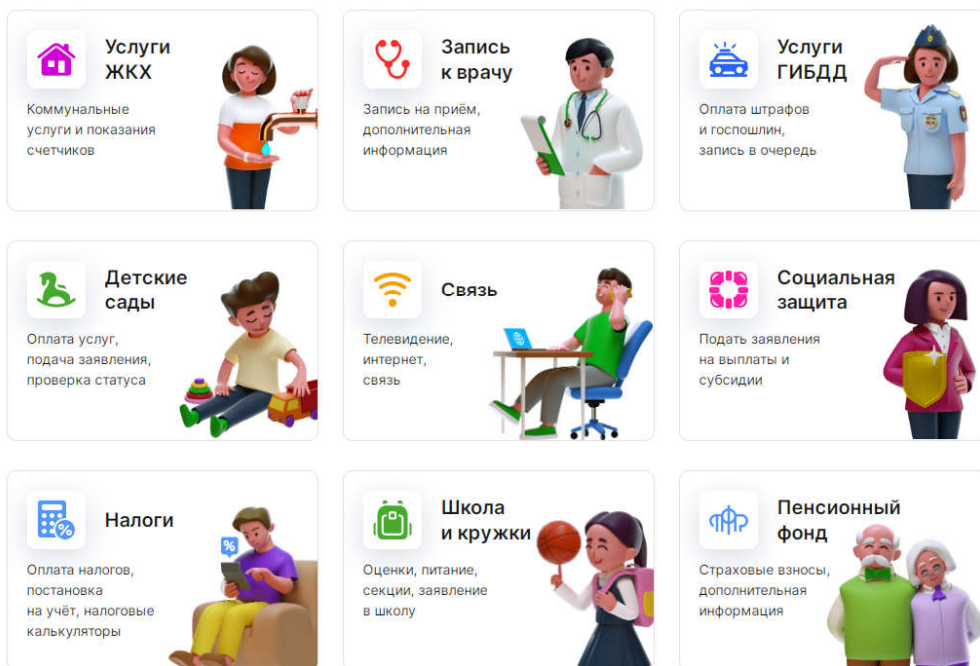 Услуги
ЖКХ
Коммунальные
услуги и показания
счетчиков
Запись
к врачу
Запись на приём,
дополнительная
информация
Услуги
ГИБДД
Оплата штрафов
и госпошлин,
запись в очередь
Детские
сады
Оплата услуг,
подача заявления,
проверка статуса
Связь
Телевидение,
интернет,
связь
Социальная
защита
Подать заявления
на выплаты и
субсидии
Налоги
%
%
Оплата налогов,
постановка
на учёт, налоговые
калькуляторы
Школа
и кружки
Оценки, питание,
секции, заявление
в школу
Пенсионный
фонд
Страховые взносы,
дополнительная
информация